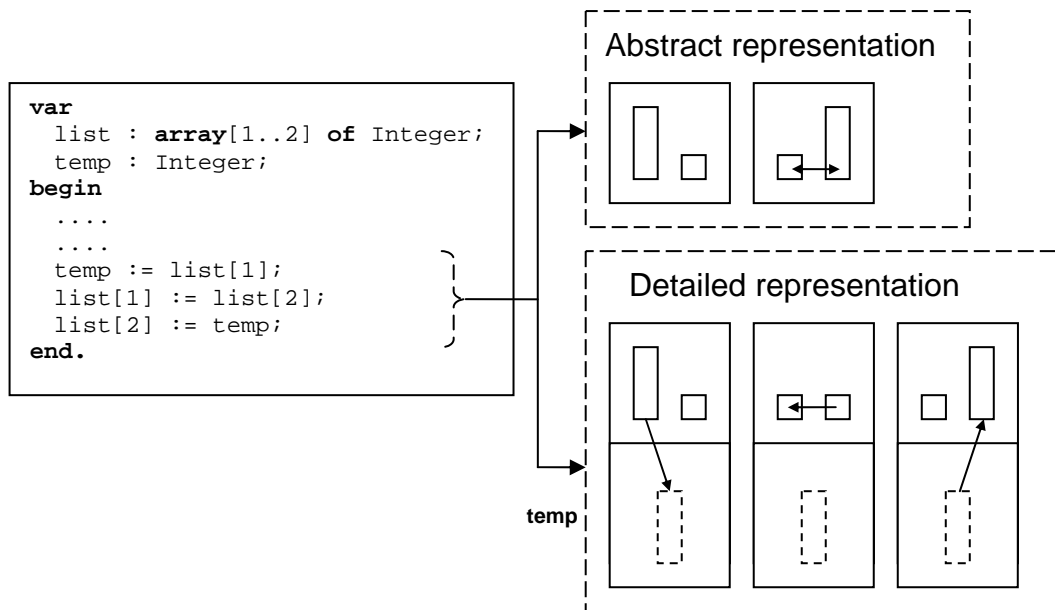 var
list : array[1..2] of Integer;
temp : Integer;
begin
....
....
temp := list[1];
list[1] := list[2];
list[2] := temp;
end.
Abstract representation
Detailed representation
temp